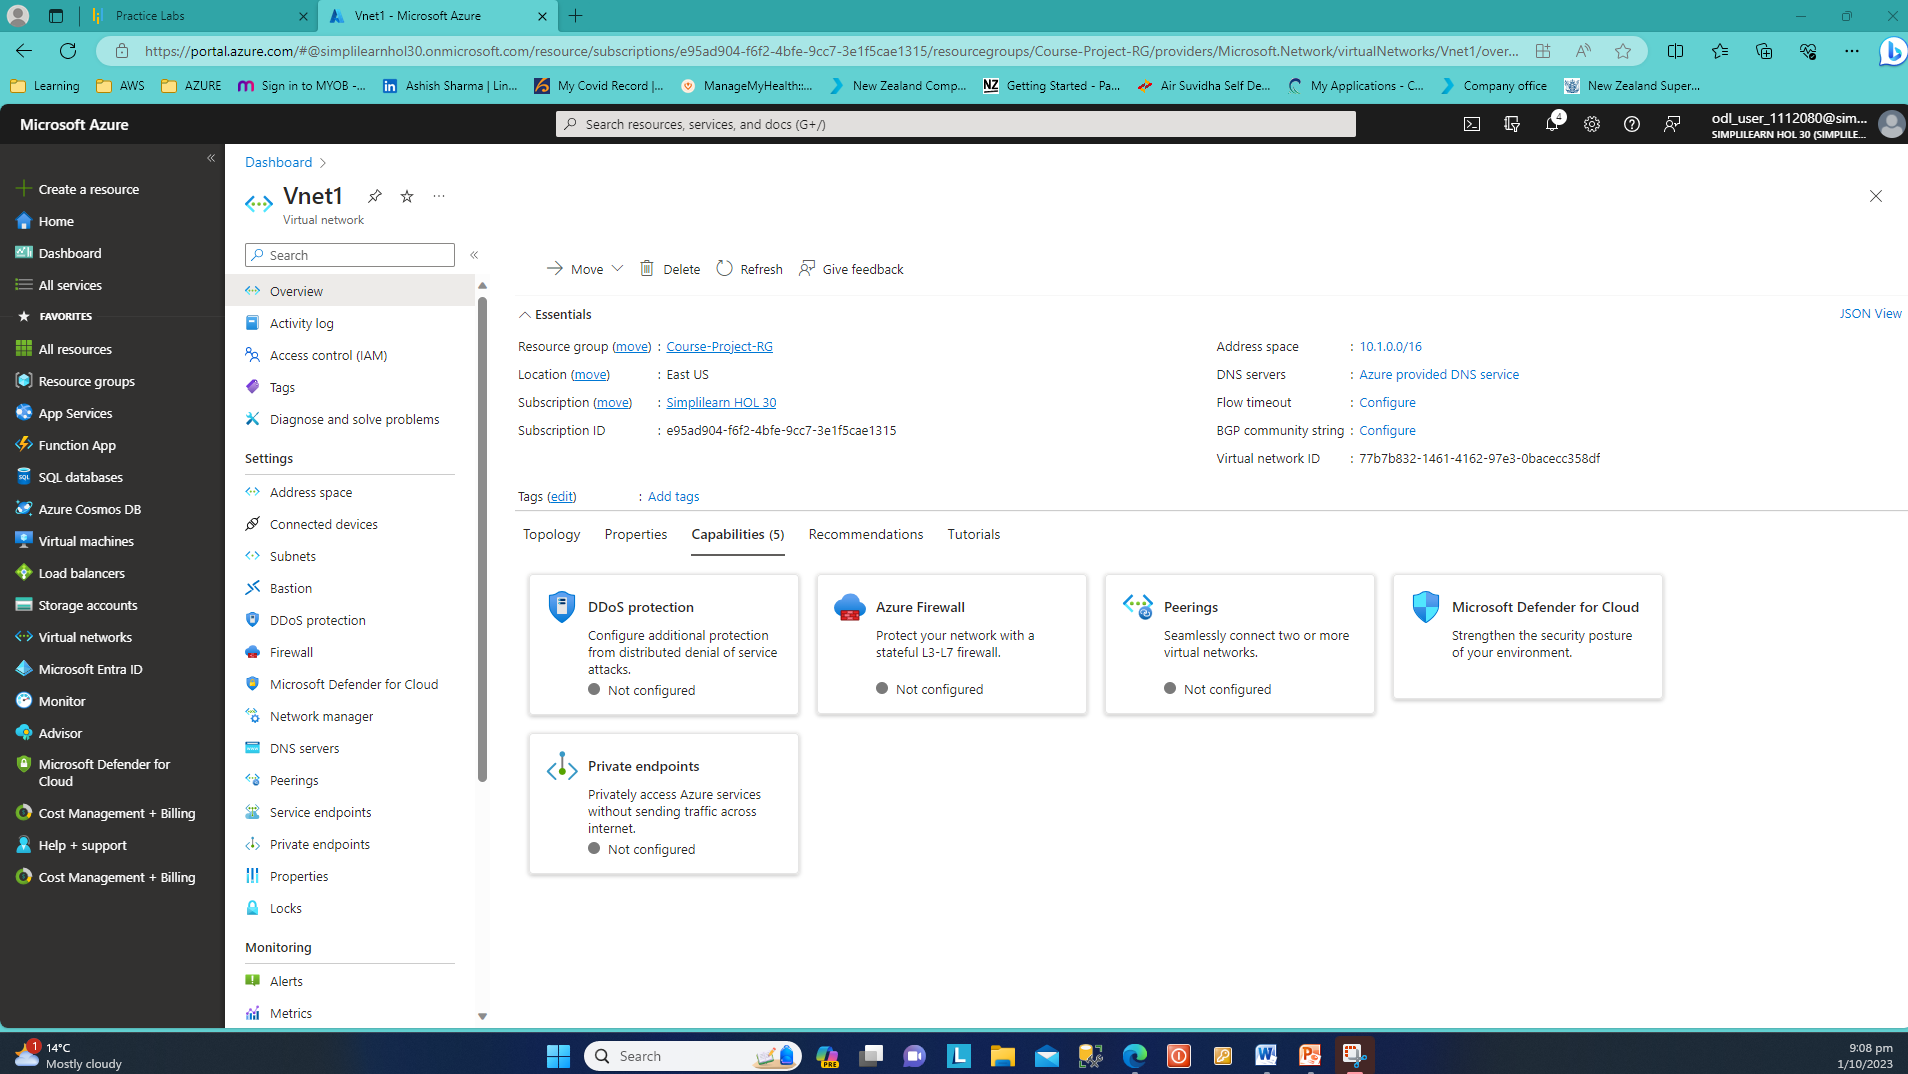 Practice Labs
Vnet1 - Microsoft Azure
https://portal.azure.com/#@simplilearnhol30.onmicrosoft.com/resource/subscriptions/e95ad904-f6f2-4bfe-9cc7-3e1f5cae1315/resourcegroups/Course-Project-RG/providers/Microsoft.Network/virtualNetworks/Vnet1/over...
Learning
AWS
AZURE
Sign in to MYOB -...
Ashish Sharma | Lin...
My Covid Record |...
ManageMyHealth::...
New Zealand Comp...
Getting Started - Pa...
Air Suvidha Self De...
My Applications - C...
Company office
New Zealand Super...
Microsoft Azure
Search resources, services, and docs (G+/)
4
odl_user_1112080@sim...
SIMPLILEARN HOL 30 (SIMPLILE...
Create a resource
Home
Dashboard
All services
FAVORITES
All resources
Resource groups
App Services
Function App
SQL databases
Azure Cosmos DB
Virtual machines
Load balancers
Storage accounts
Virtual networks
Microsoft Entra ID
Monitor
Advisor
Microsoft Defender for
Cloud
Cost Management + Billing
Help + support
Cost Management + Billing
Dashboard
Vnet1
Virtual network
Search
Overview
Activity log
Access control (IAM)
Tags
Diagnose and solve problems
Settings
Address space
Connected devices
Subnets
Bastion
DDoS protection
Firewall
Microsoft Defender for Cloud
Network manager
DNS servers
Peerings
Service endpoints
Private endpoints
Properties
Locks
Monitoring
Alerts
Metrics
Move
Delete
Refresh
Give feedback
Essentials
JSON View
Resource group (move) : Course-Project-RG
Location (move) : East US
Subscription (move) : Simplilearn HOL 30
Subscription ID : e95ad904-f6f2-4bfe-9cc7-3e1f5cae1315
Address space : 10.1.0.0/16
DNS servers : Azure provided DNS service
Flow timeout : Configure
BGP community string : Configure
Virtual network ID : 77b7b832-1461-4162-97e3-0bacecc358df
Tags (edit) : Add tags
Topology
Properties
Capabilities (5)
Recommendations
Tutorials
DDoS protection
Configure additional protection
from distributed denial of service
attacks.
Not configured
Azure Firewall
Protect your network with a
stateful L3-L7 firewall.
Not configured
Peerings
Seamlessly connect two or more
virtual networks.
Not configured
Microsoft Defender for Cloud
Strengthen the security posture
of your environment.
Private endpoints
Privately access Azure services
without sending traffic across
internet.
Not configured
1
14°C
Mostly cloudy
Search
PRE
9:08 pm
1/10/2023